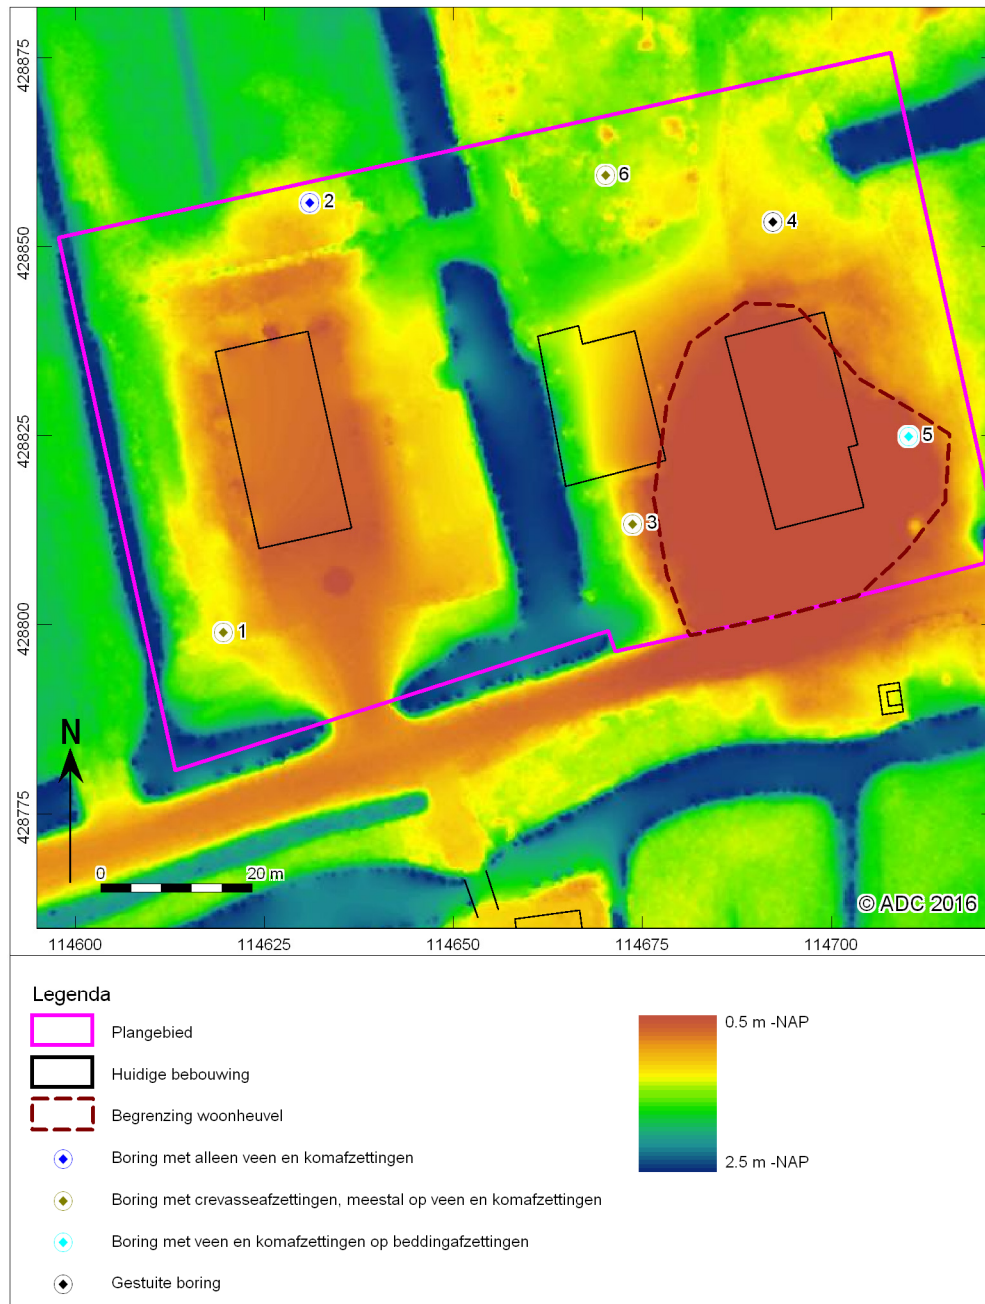 428875
428850
428825
428800
428775
2
6
4
5
3
1
N
0 20 m
© ADC 2016
114600 114625 114650 114675 114700
Legenda
Plangebied
Huidige bebouwing
Begrenzing woonheuvel
Boring met alleen veen en komafzettingen
Boring met crevasseafzettingen, meestal op veen en komafzettingen
Boring met veen en komafzettingen op beddingafzettingen
Gestuite boring
0.5 m -NAP
2.5 m -NAP